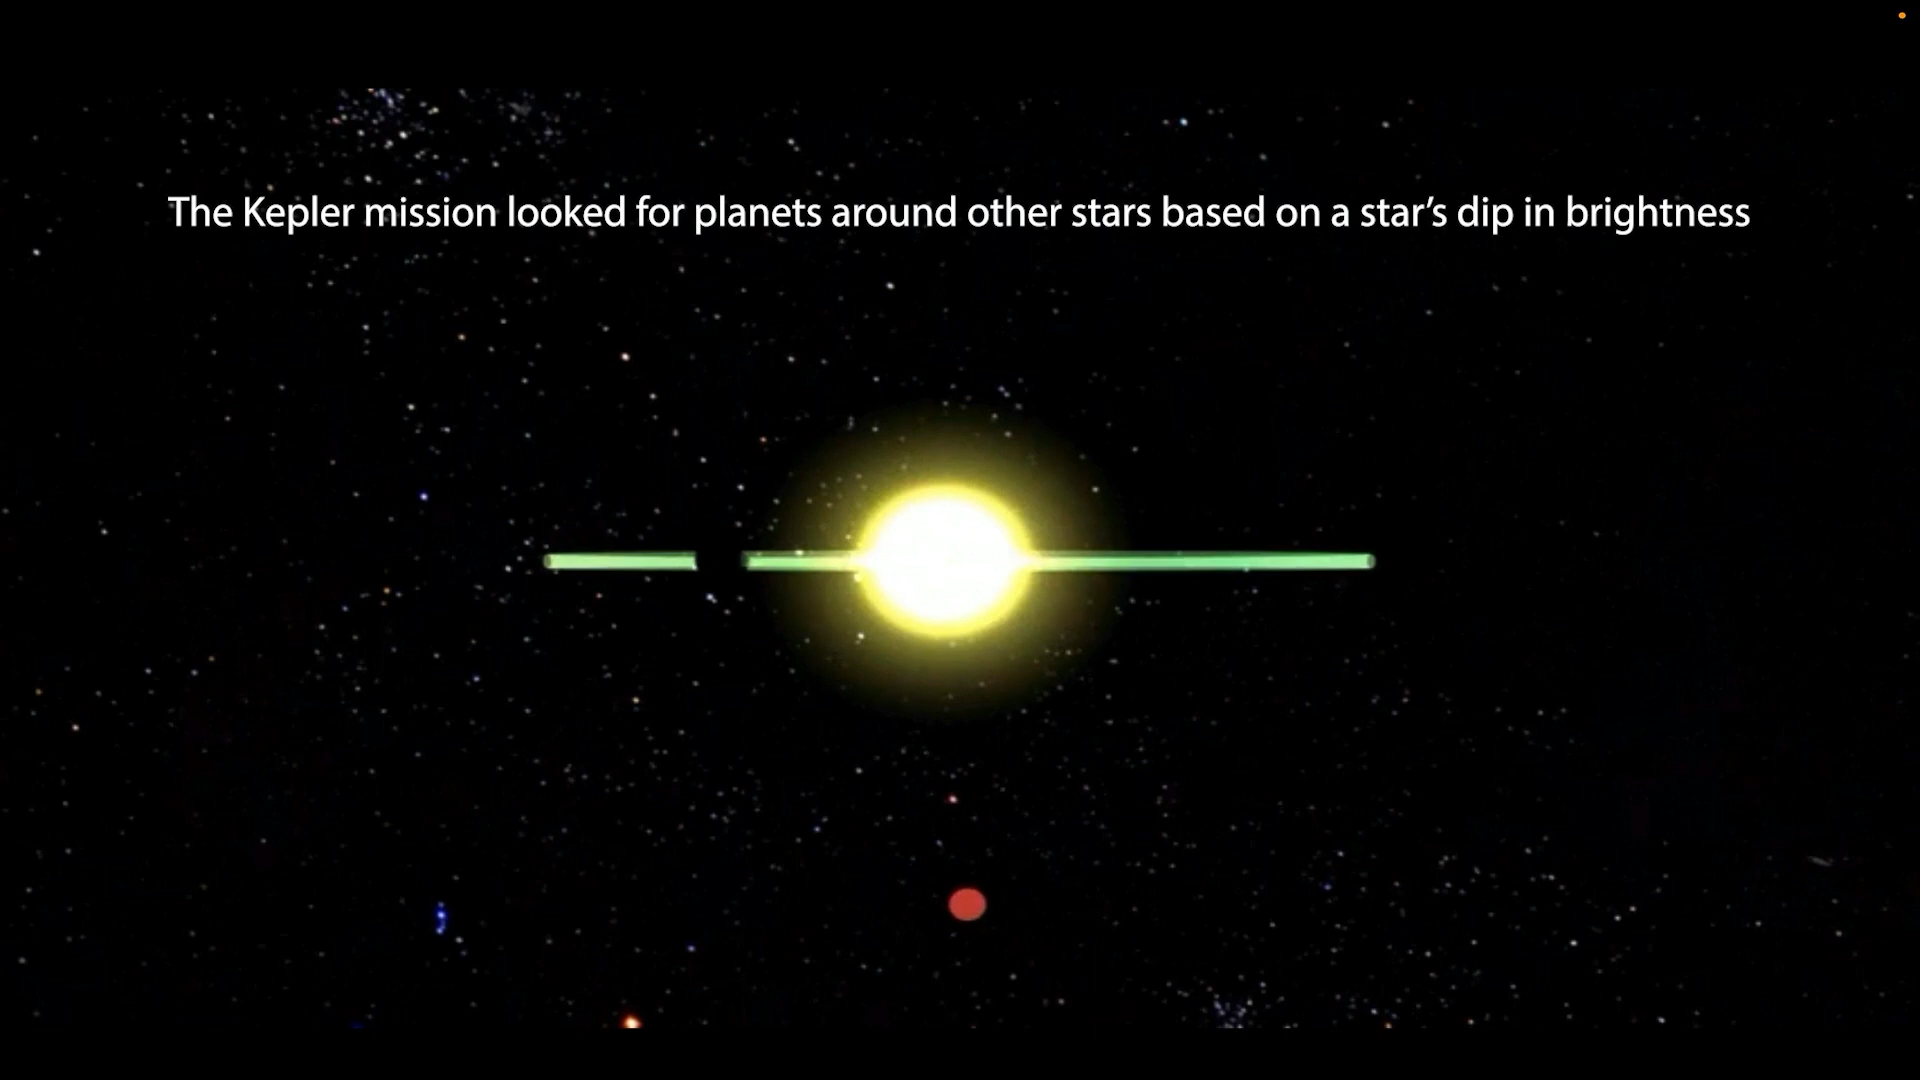 The Kepler mission looked for planets around other stars based on a star’s dip in brightness